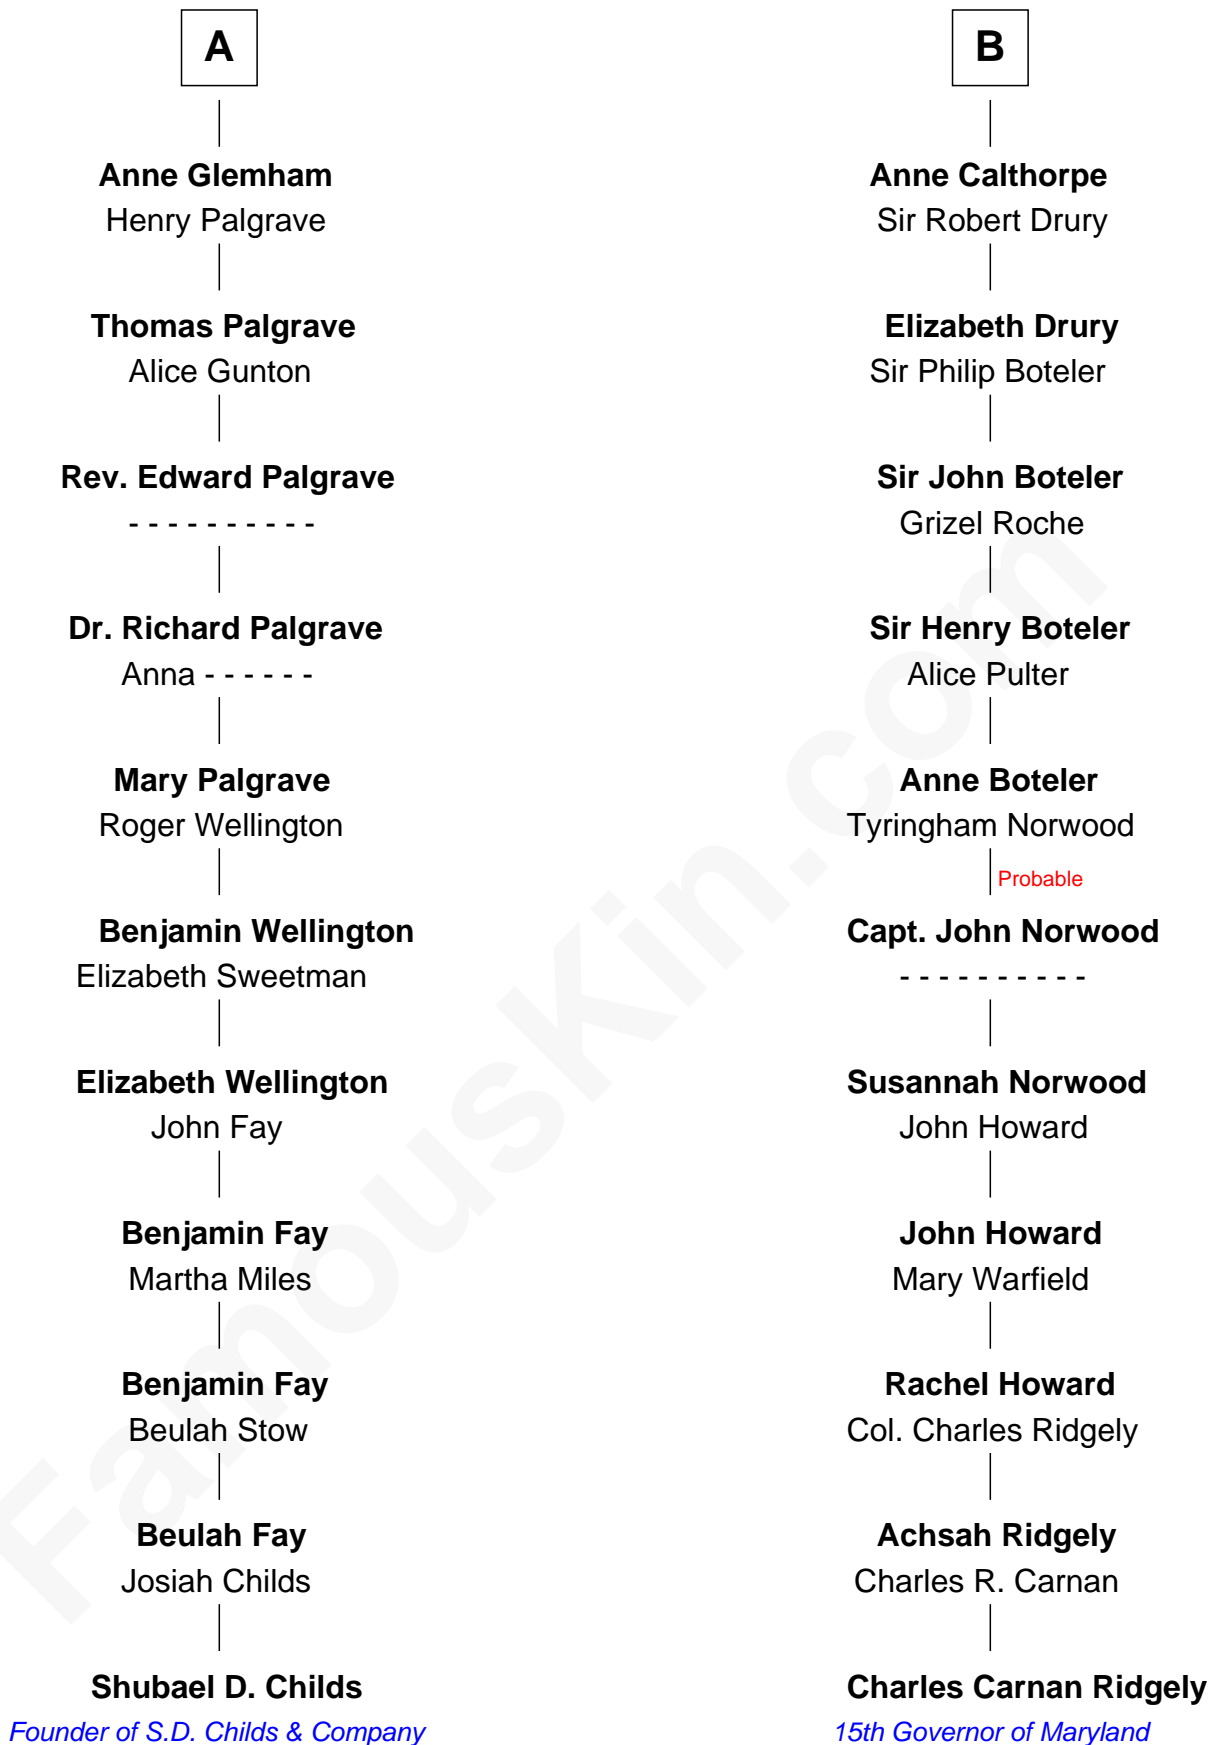 A
Anne Glemham
Henry Palgrave
Thomas Palgrave
Alice Gunton
Rev. Edward Palgrave
- - - - - - - - - -
Dr. Richard Palgrave
Anna - - - - - -
Mary Palgrave
Roger Wellington
Benjamin Wellington
Elizabeth Sweetman
Elizabeth Wellington
John Fay
Benjamin Fay
Martha Miles
Benjamin Fay
Beulah Stow
Beulah Fay
Josiah Childs
Shubael D. Childs
Founder of S.D. Childs & Company
B
Anne Calthorpe
Sir Robert Drury
Elizabeth Drury
Sir Philip Boteler
Sir John Boteler
Grizel Roche
Sir Henry Boteler
Alice Pulter
Anne Boteler
Tyringham Norwood
Probable
Capt. John Norwood
- - - - - - - - - -
Susannah Norwood
John Howard
John Howard
Mary Warfield
Rachel Howard
Col. Charles Ridgely
Achsah Ridgely
Charles R. Carnan
Charles Carnan Ridgely
15th Governor of Maryland
FamousKin.com